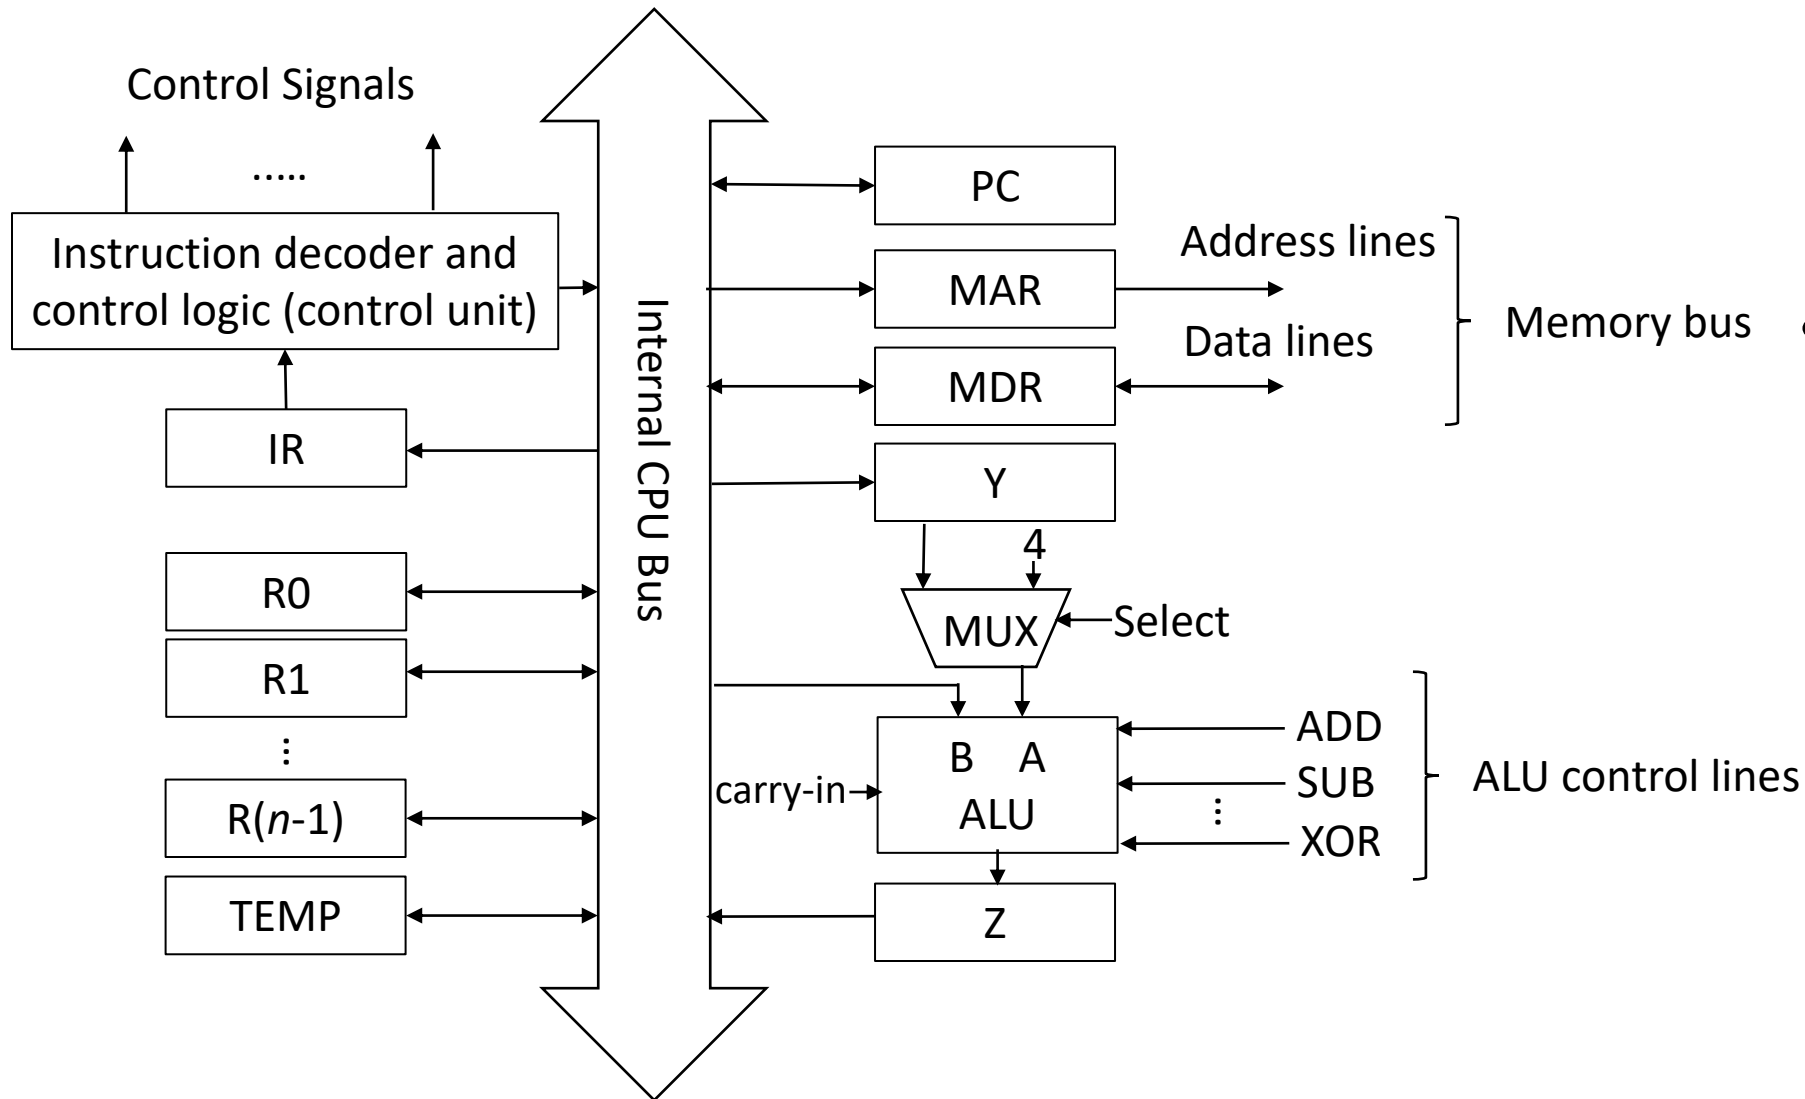 Control Signals
.....
Instruction decoder and
control logic (control unit)
IR
R0
R1
...
R(n-1)
TEMP
Internal CPU Bus
PC
MAR
MDR
Y
4
MUX
Select
B A
ALU
carry-in
Z
Address lines
Data lines
Memory bus
ADD
SUB
...
XOR
ALU control lines